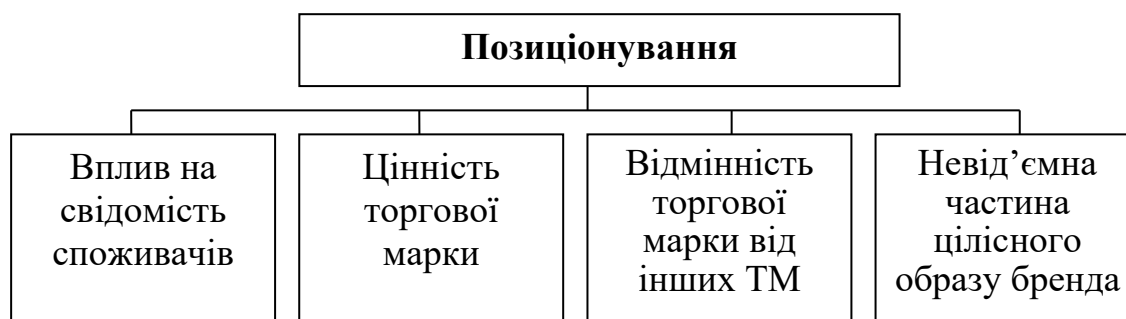 Позиціонування
Вплив на
свідомість
споживачів
Цінність
торгової
марки
Відмінність
торгової
марки від
інших ТМ
Невід’ємна
частина
цілісного
образу бренда